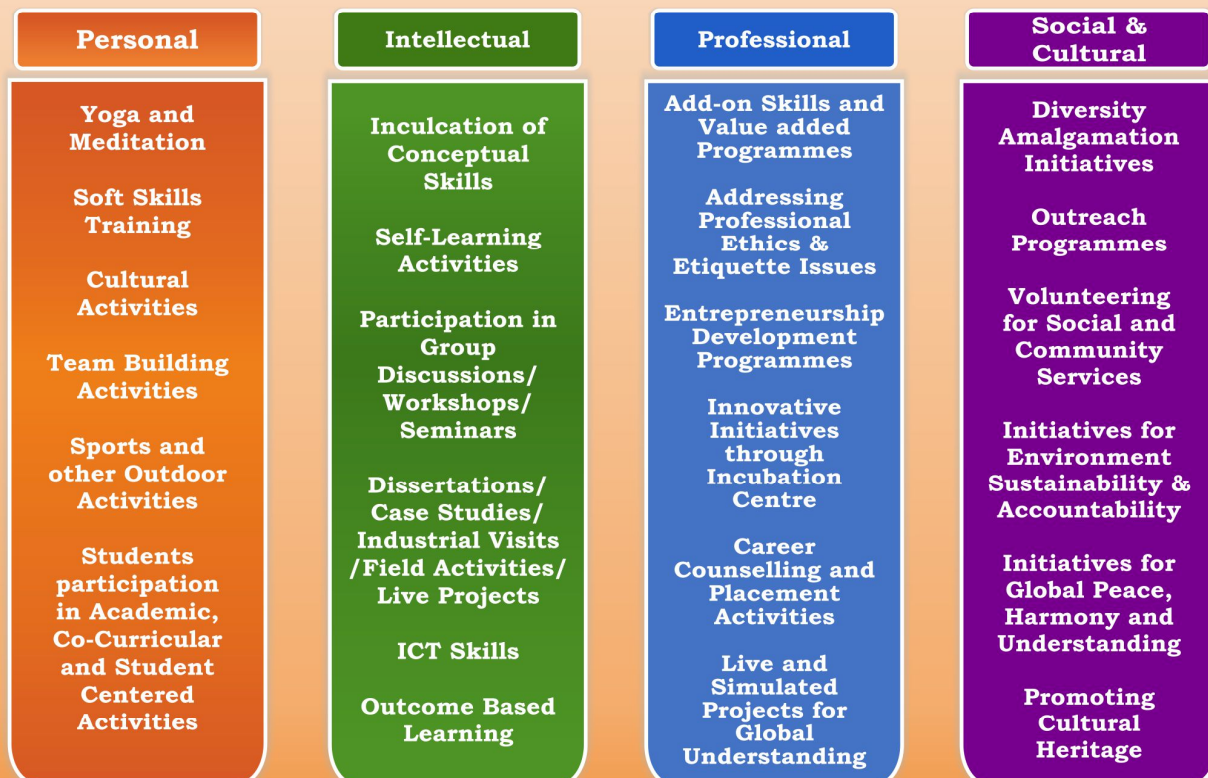 Personal
Yoga and
Meditation
Soft Skills
Training
Cultural
Activities
Team Building
Activities
Sports and
other Outdoor
Activities
Students
participation
in Academic,
Co-Curricular
and Student
Centered
Activities
Intellectual
Inculcation of
Conceptual
Skills
Self-Learning
Activities
Participation in
Group
Discussions/
Workshops/
Seminars
Dissertations/
Case Studies/
Industrial Visits
/Field Activities/
Live Projects
ICT Skills
Outcome Based
Learning
Professional
Add-on Skills and
Value added
Programmes
Addressing
Professional
Ethics &
Etiquette Issues
Entrepreneurship
Development
Programmes
Innovative
Initiatives
through
Incubation
Centre
Career
Counselling and
Placement
Activities
Live and
Simulated
Projects for
Global
Understanding
Social &
Cultural
Diversity
Amalgamation
Initiatives
Outreach
Programmes
Volunteering
for Social and
Community
Services
Initiatives for
Environment
Sustainability &
Accountability
Initiatives for
Global Peace,
Harmony and
Understanding
Promoting
Cultural
Heritage